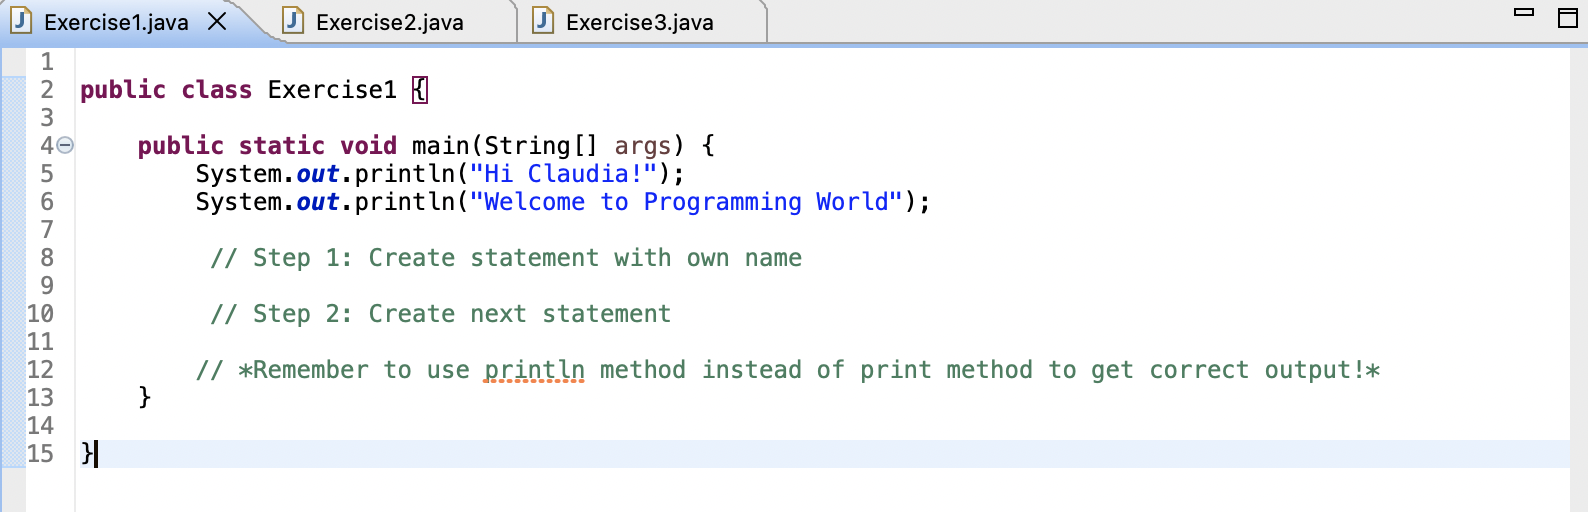 Exercise1.java Exercise2.java Exercise3.java
1
2 public class Exercise1 {
3
4 public static void main(String[] args) {
5 System.out.println("Hi Claudia!");
6 System.out.println("Welcome to Programming World");
7
8 // Step 1: Create statement with own name
9
10 // Step 2: Create next statement
11
12 // *Remember to use println method instead of print method to get correct output!*
13 }
14
15 }